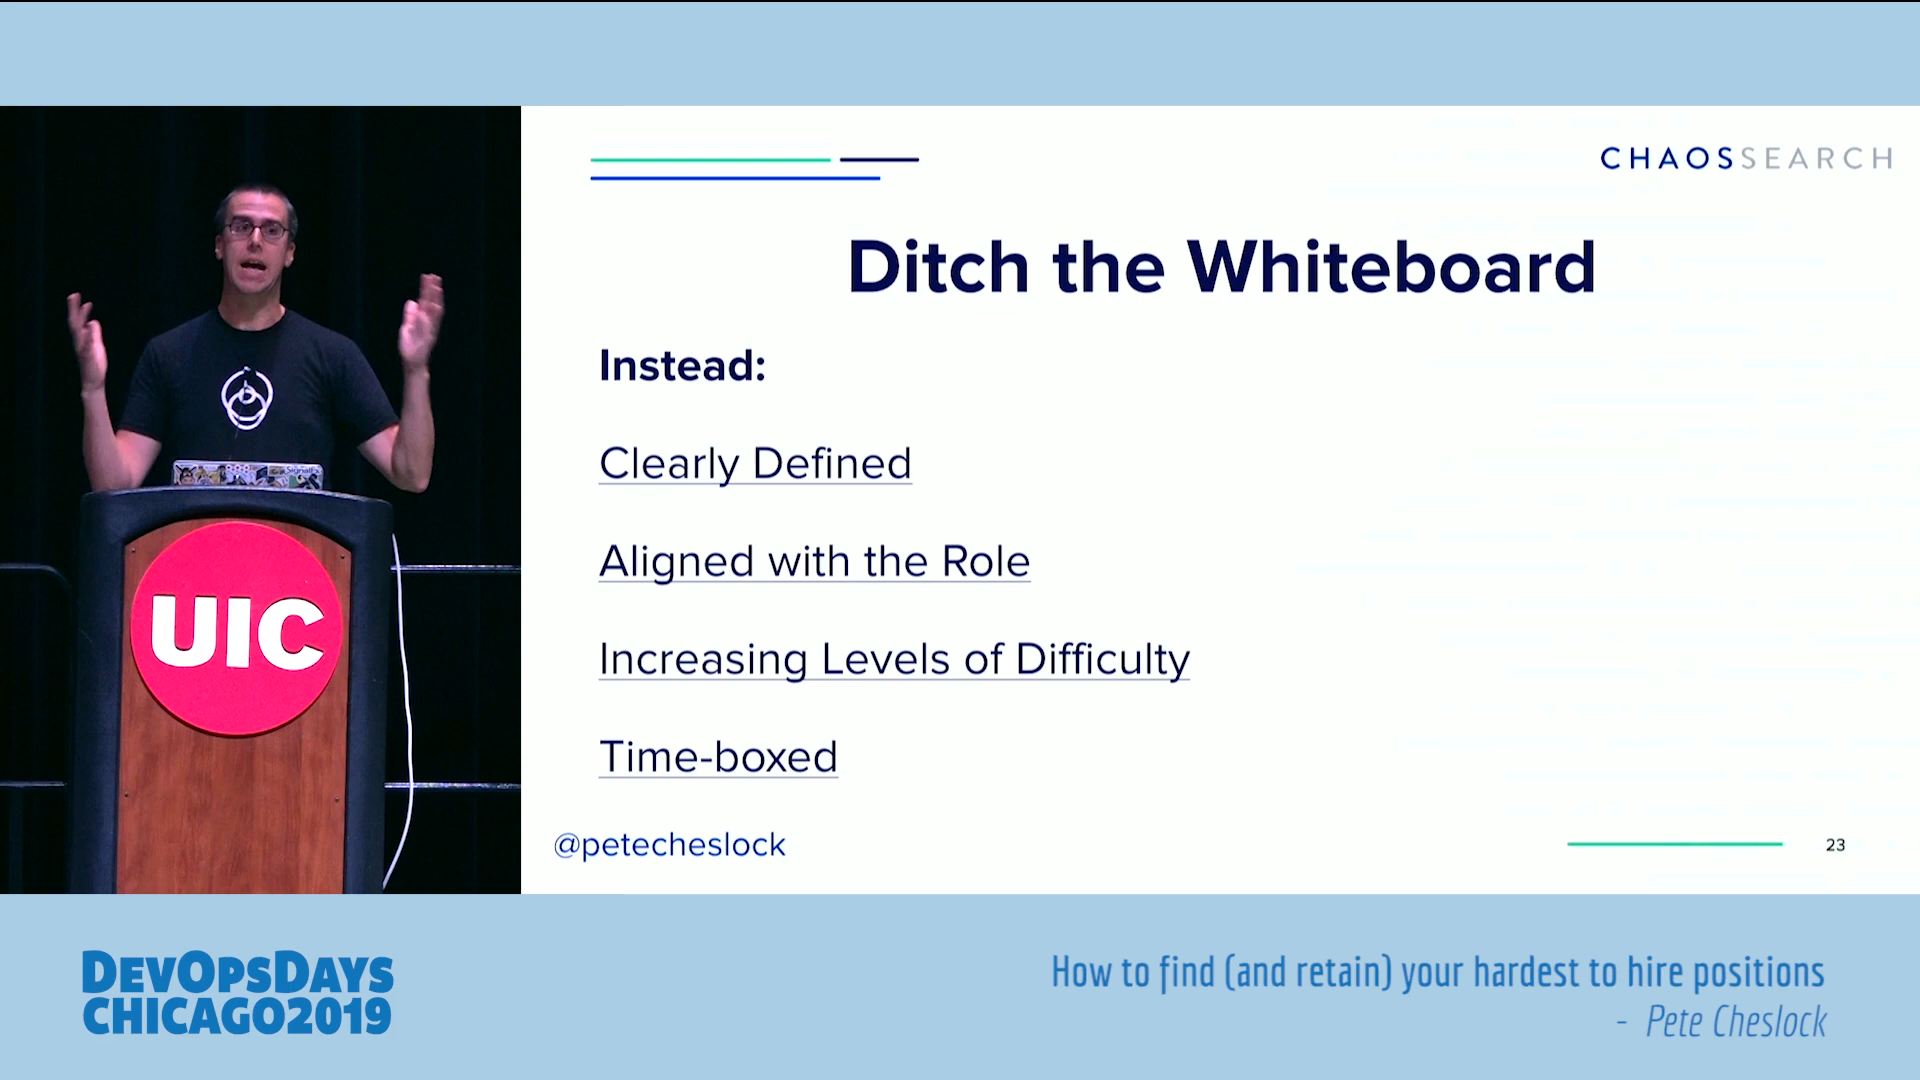 CHAOSSEARCH
Ditch the Whiteboard
Instead:
Clearly Defined
Aligned with the Role
Increasing Levels of Difficulty
Time-boxed
@petecheslock
23
UIC
DEVOPSDAYS
CHICAGO2019
How to find (and retain) your hardest to hire positions
- Pete Cheslock